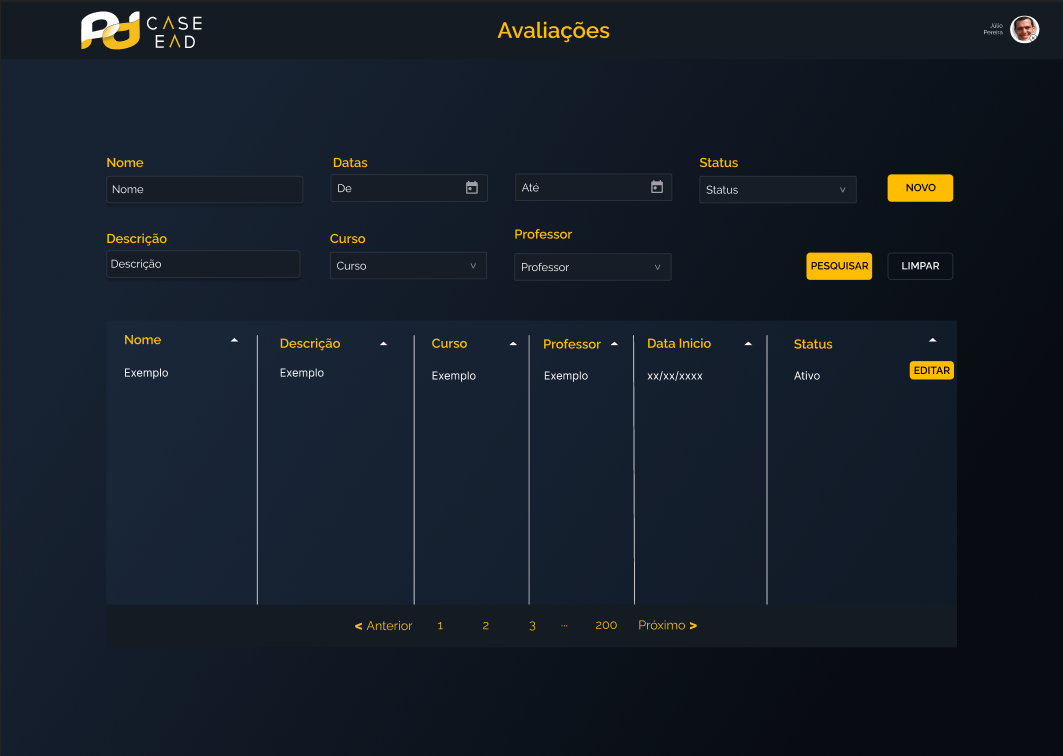 Pd CASE
EAD
Avaliações
Júlio
Pereira
Nome
Datas
Status
Nome
De
Até
Status
NOVO
Descrição
Curso
Professor
Descrição
Curso
Professor
PESQUISAR
LIMPAR
Nome
Descrição
Curso
Professor
Data Inicio
Status
Exemplo
Exemplo
Exemplo
Exemplo
xx/xx/xxxx
Ativo
EDITAR
< Anterior 1 2 3 ... 200 Próximo >